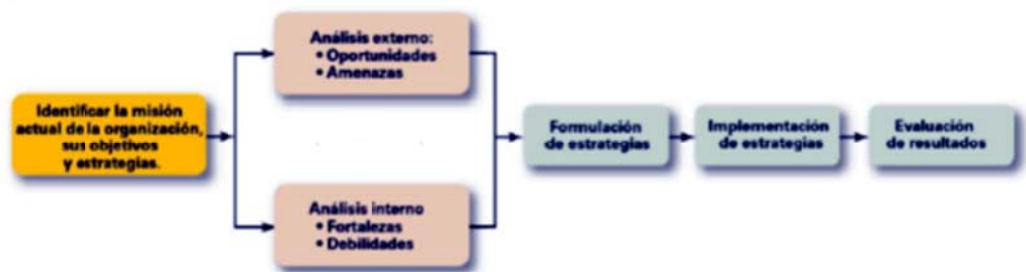 Identificar la misión
actual de la organización,
sus objetivos
y estrategias.
Análisis externo:
• Oportunidades
• Amenazas
Análisis interno
• Fortalezas
• Debilidades
Formulación
de estrategias
Implementación
de estrategias
Evaluación
de resultados